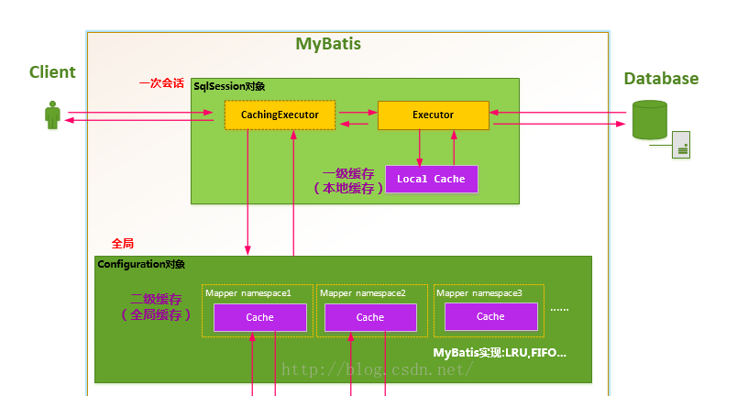 MyBatis
Client
Database
一次会话
SqlSession对象
CachingExecutor
Executor
一级缓存
（本地缓存）
Local Cache
全局
Configuration对象
二级缓存
（全局缓存）
Mapper namespace1
Cache
Mapper namespace2
Cache
Mapper namespace3
Cache
......
MyBatis实现:LRU,FIFO...
http://blog.csdn.net/